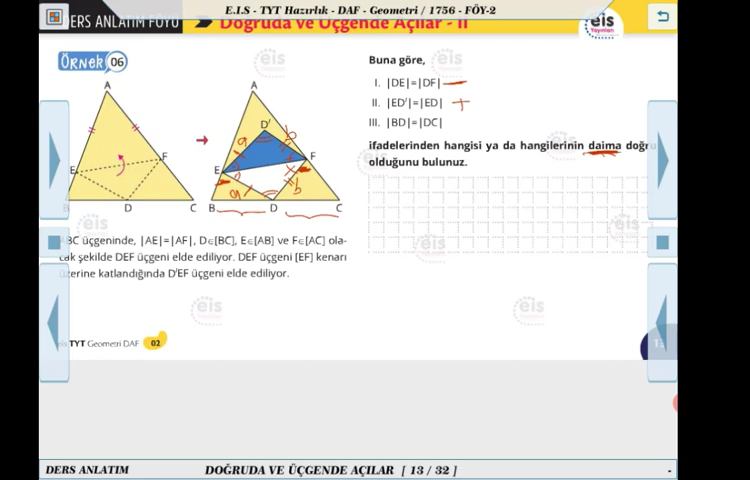 E.I.S - TYT Hazırlık - DAF - Geometri / 1756 - FÖY-2
ERS ANLATIM FÖYÜ
Doğruda ve Üçgende Açılar - II
eis
Yayınları
ÖRNEK 06
A
E
F
B
D
C
A
D'
E
F
B
D
C
a
b
a
b
Buna göre,
I. |DE|=|DF|
II. |ED'|=|ED| +
III. |BD|=|DC|
ifadelerinden hangisi ya da hangilerinin daima doğru
olduğunu bulunuz.
ABC üçgeninde, |AE|=|AF|, D∈[BC], E∈[AB] ve F∈[AC] ola-
cak şekilde DEF üçgeni elde ediliyor. DEF üçgeni [EF] kenarı
üzerine katlandığında D'EF üçgeni elde ediliyor.
eis TYT Geometri DAF 02
DERS ANLATIM
DOĞRUDA VE ÜÇGENDE AÇILAR [ 13 / 32 ]
-